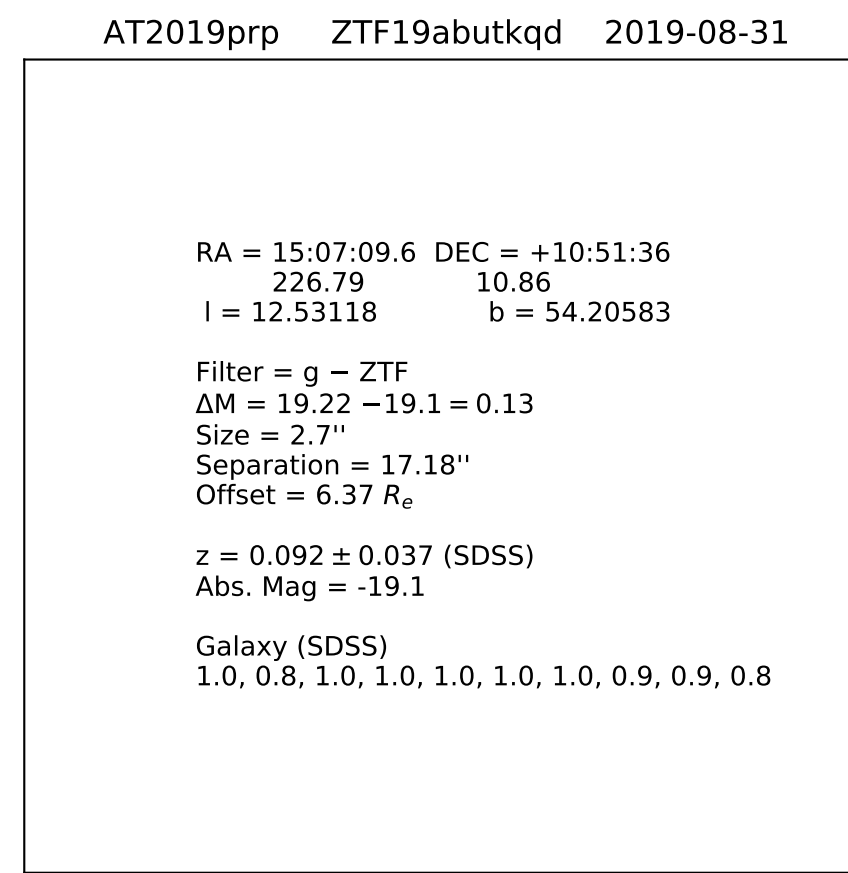 AT2019prp ZTF19abutkqd 2019-08-31
RA = 15:07:09.6 DEC = +10:51:36
226.79 10.86
l = 12.53118 b = 54.20583
Filter = g − ZTF
ΔM = 19.22 −19.1 = 0.13
Size = 2.7''
Separation = 17.18''
Offset = 6.37 Rₑ
z = 0.092 ± 0.037 (SDSS)
Abs. Mag = -19.1
Galaxy (SDSS)
1.0, 0.8, 1.0, 1.0, 1.0, 1.0, 1.0, 0.9, 0.9, 0.8